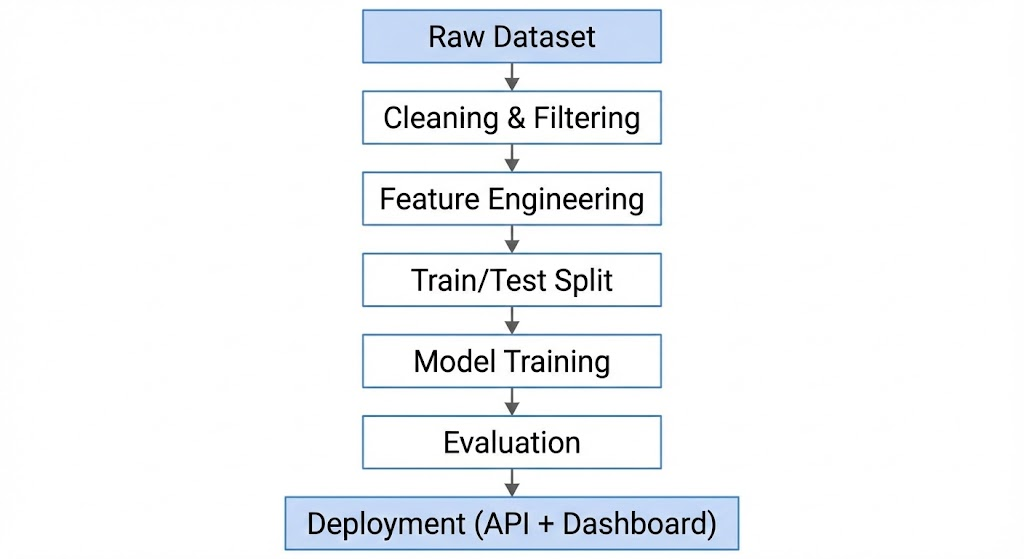 Raw Dataset
Cleaning & Filtering
Feature Engineering
Train/Test Split
Model Training
Evaluation
Deployment (API + Dashboard)